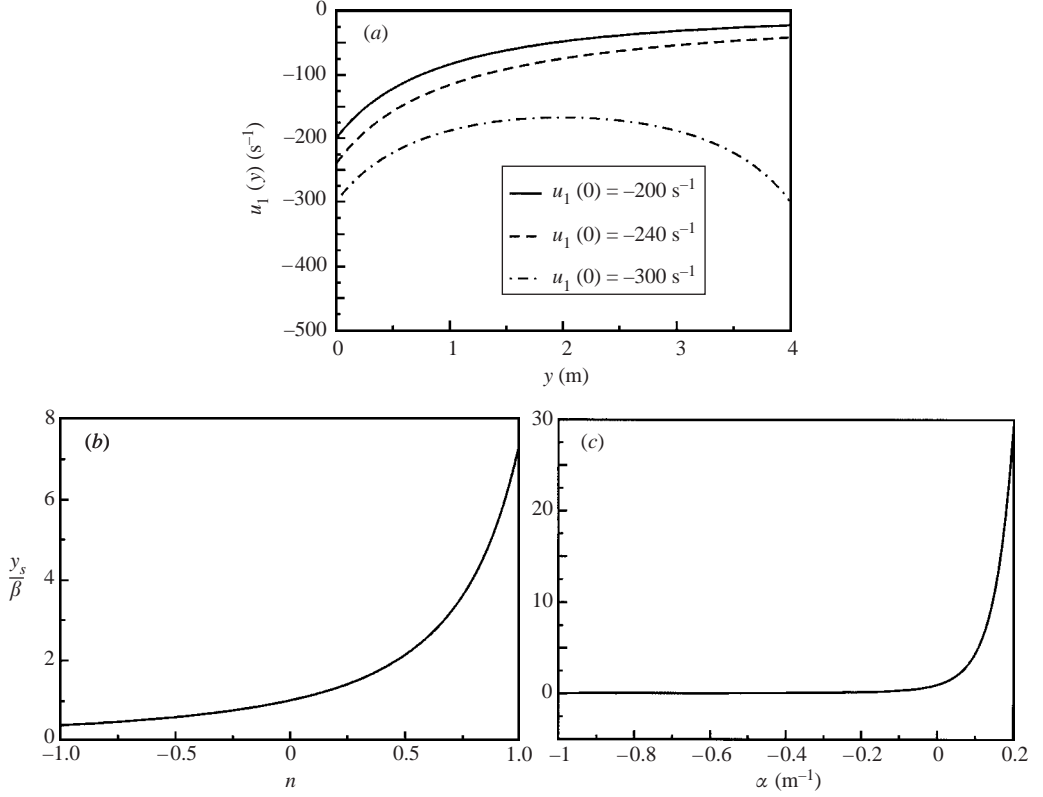 (a)
0
−100
−200
−300
−400
−500
u₁ (y) (s⁻¹)
u₁ (0) = −200 s⁻¹
u₁ (0) = −240 s⁻¹
u₁ (0) = −300 s⁻¹
0 1 2 3 4
y (m)
(b)
8
6
4
2
0
yₛ/β
−1.0 −0.5 0 0.5 1.0
n
(c)
30
20
10
0
−1 −0.8 −0.6 −0.4 −0.2 0 0.2
α (m⁻¹)